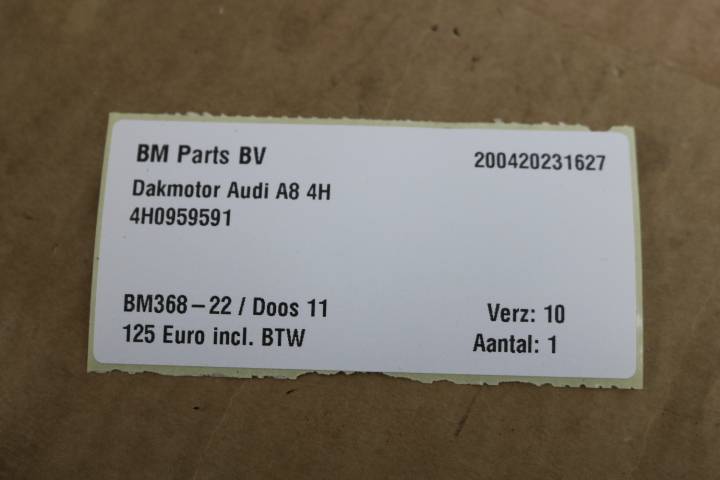 BM Parts BV 200420231627
Dakmotor Audi A8 4H
4H0959591
BM368-22 / Doos 11 Verz: 10
125 Euro incl. BTW Aantal: 1